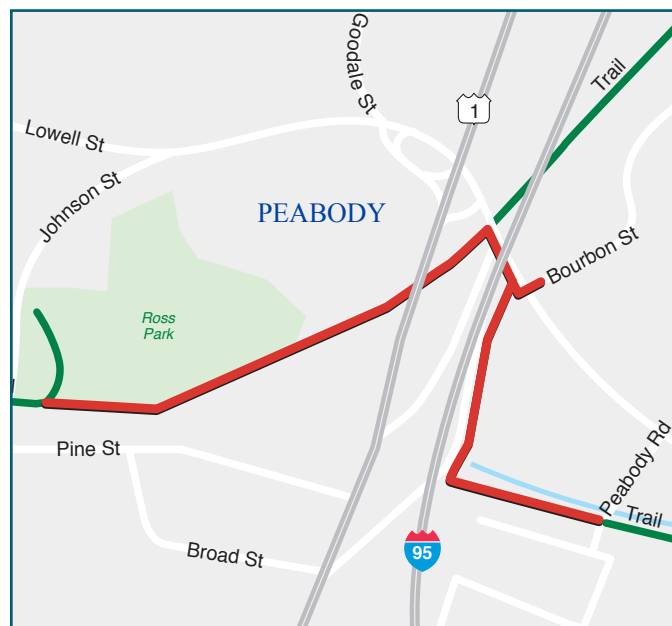 Goodale St
1
Trail
Lowell St
Johnson St
PEABODY
Bourbon St
Ross
Park
Pine St
Peabody Rd
Trail
Broad St
95